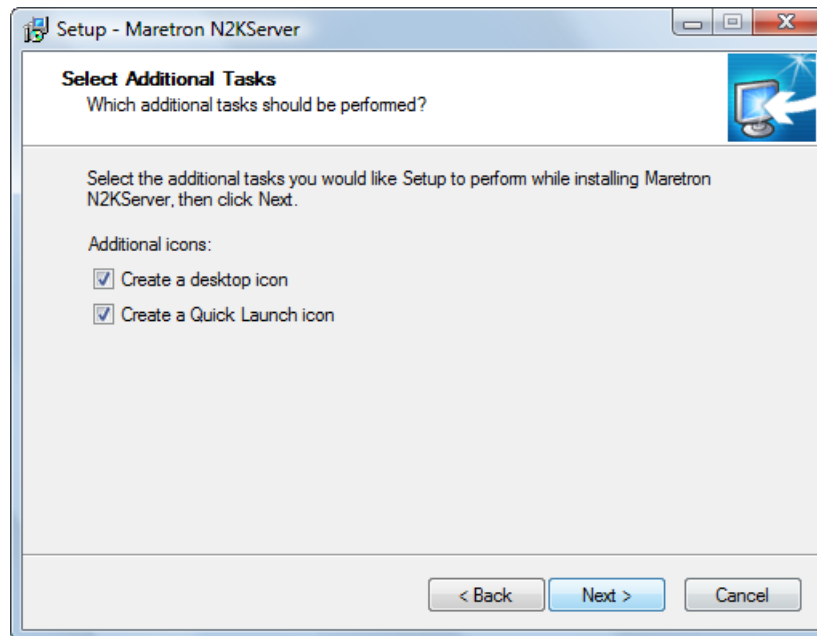 Setup - Maretron N2KServer
Select Additional Tasks
Which additional tasks should be performed?
Select the additional tasks you would like Setup to perform while installing Maretron
N2KServer, then click Next.
Additional icons:
Create a desktop icon
Create a Quick Launch icon
< Back
Next >
Cancel